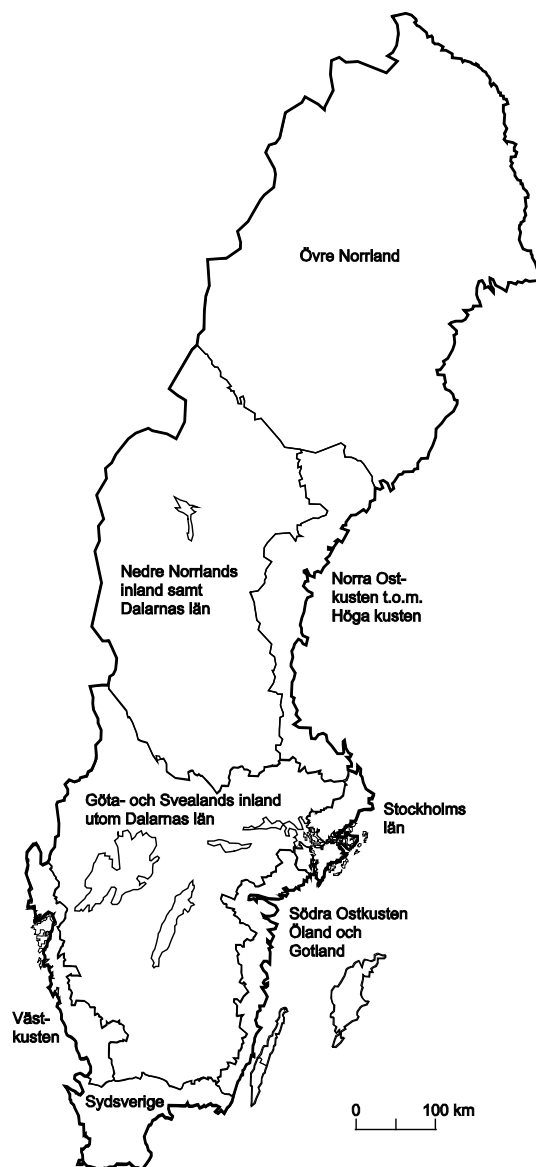 Övre Norrland
Nedre Norrlands
inland samt
Dalarnas län
Norra Ost-
kusten t.o.m.
Höga kusten
Göta- och Svealands inland
utom Dalarnas län
Stockholms
län
Södra Ostkusten
Öland och
Gotland
Väst-
kusten
Sydsverige
0 100 km